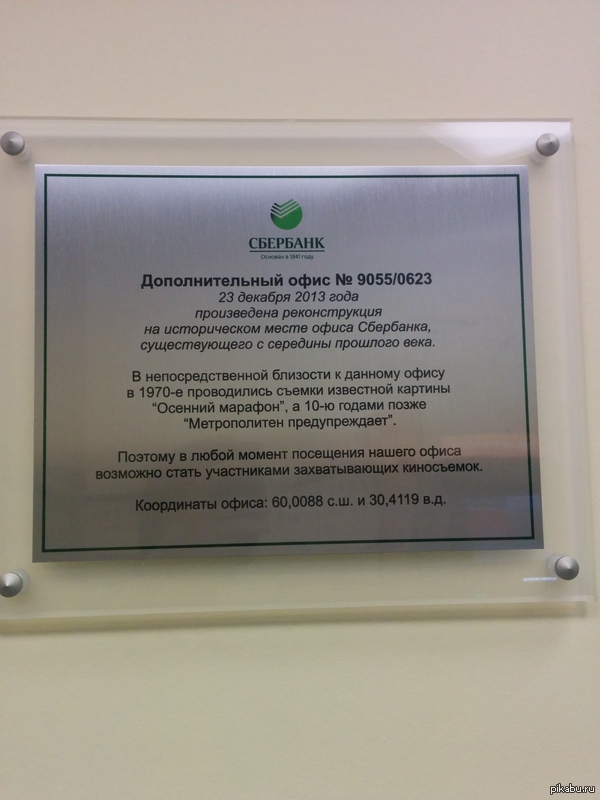 СБЕРБАНК
Основан в 1841 году
Дополнительный офис № 9055/0623
23 декабря 2013 года
произведена реконструкция
на историческом месте офиса Сбербанка,
существующего с середины прошлого века.
В непосредственной близости к данному офису
в 1970-е проводились съемки известной картины
“Осенний марафон”, а 10-ю годами позже
“Метрополитен предупреждает”.
Поэтому в любой момент посещения нашего офиса
возможно стать участниками захватывающих киносъемок.
Координаты офиса: 60,0088 с.ш. и 30,4119 в.д.
pikabu.ru